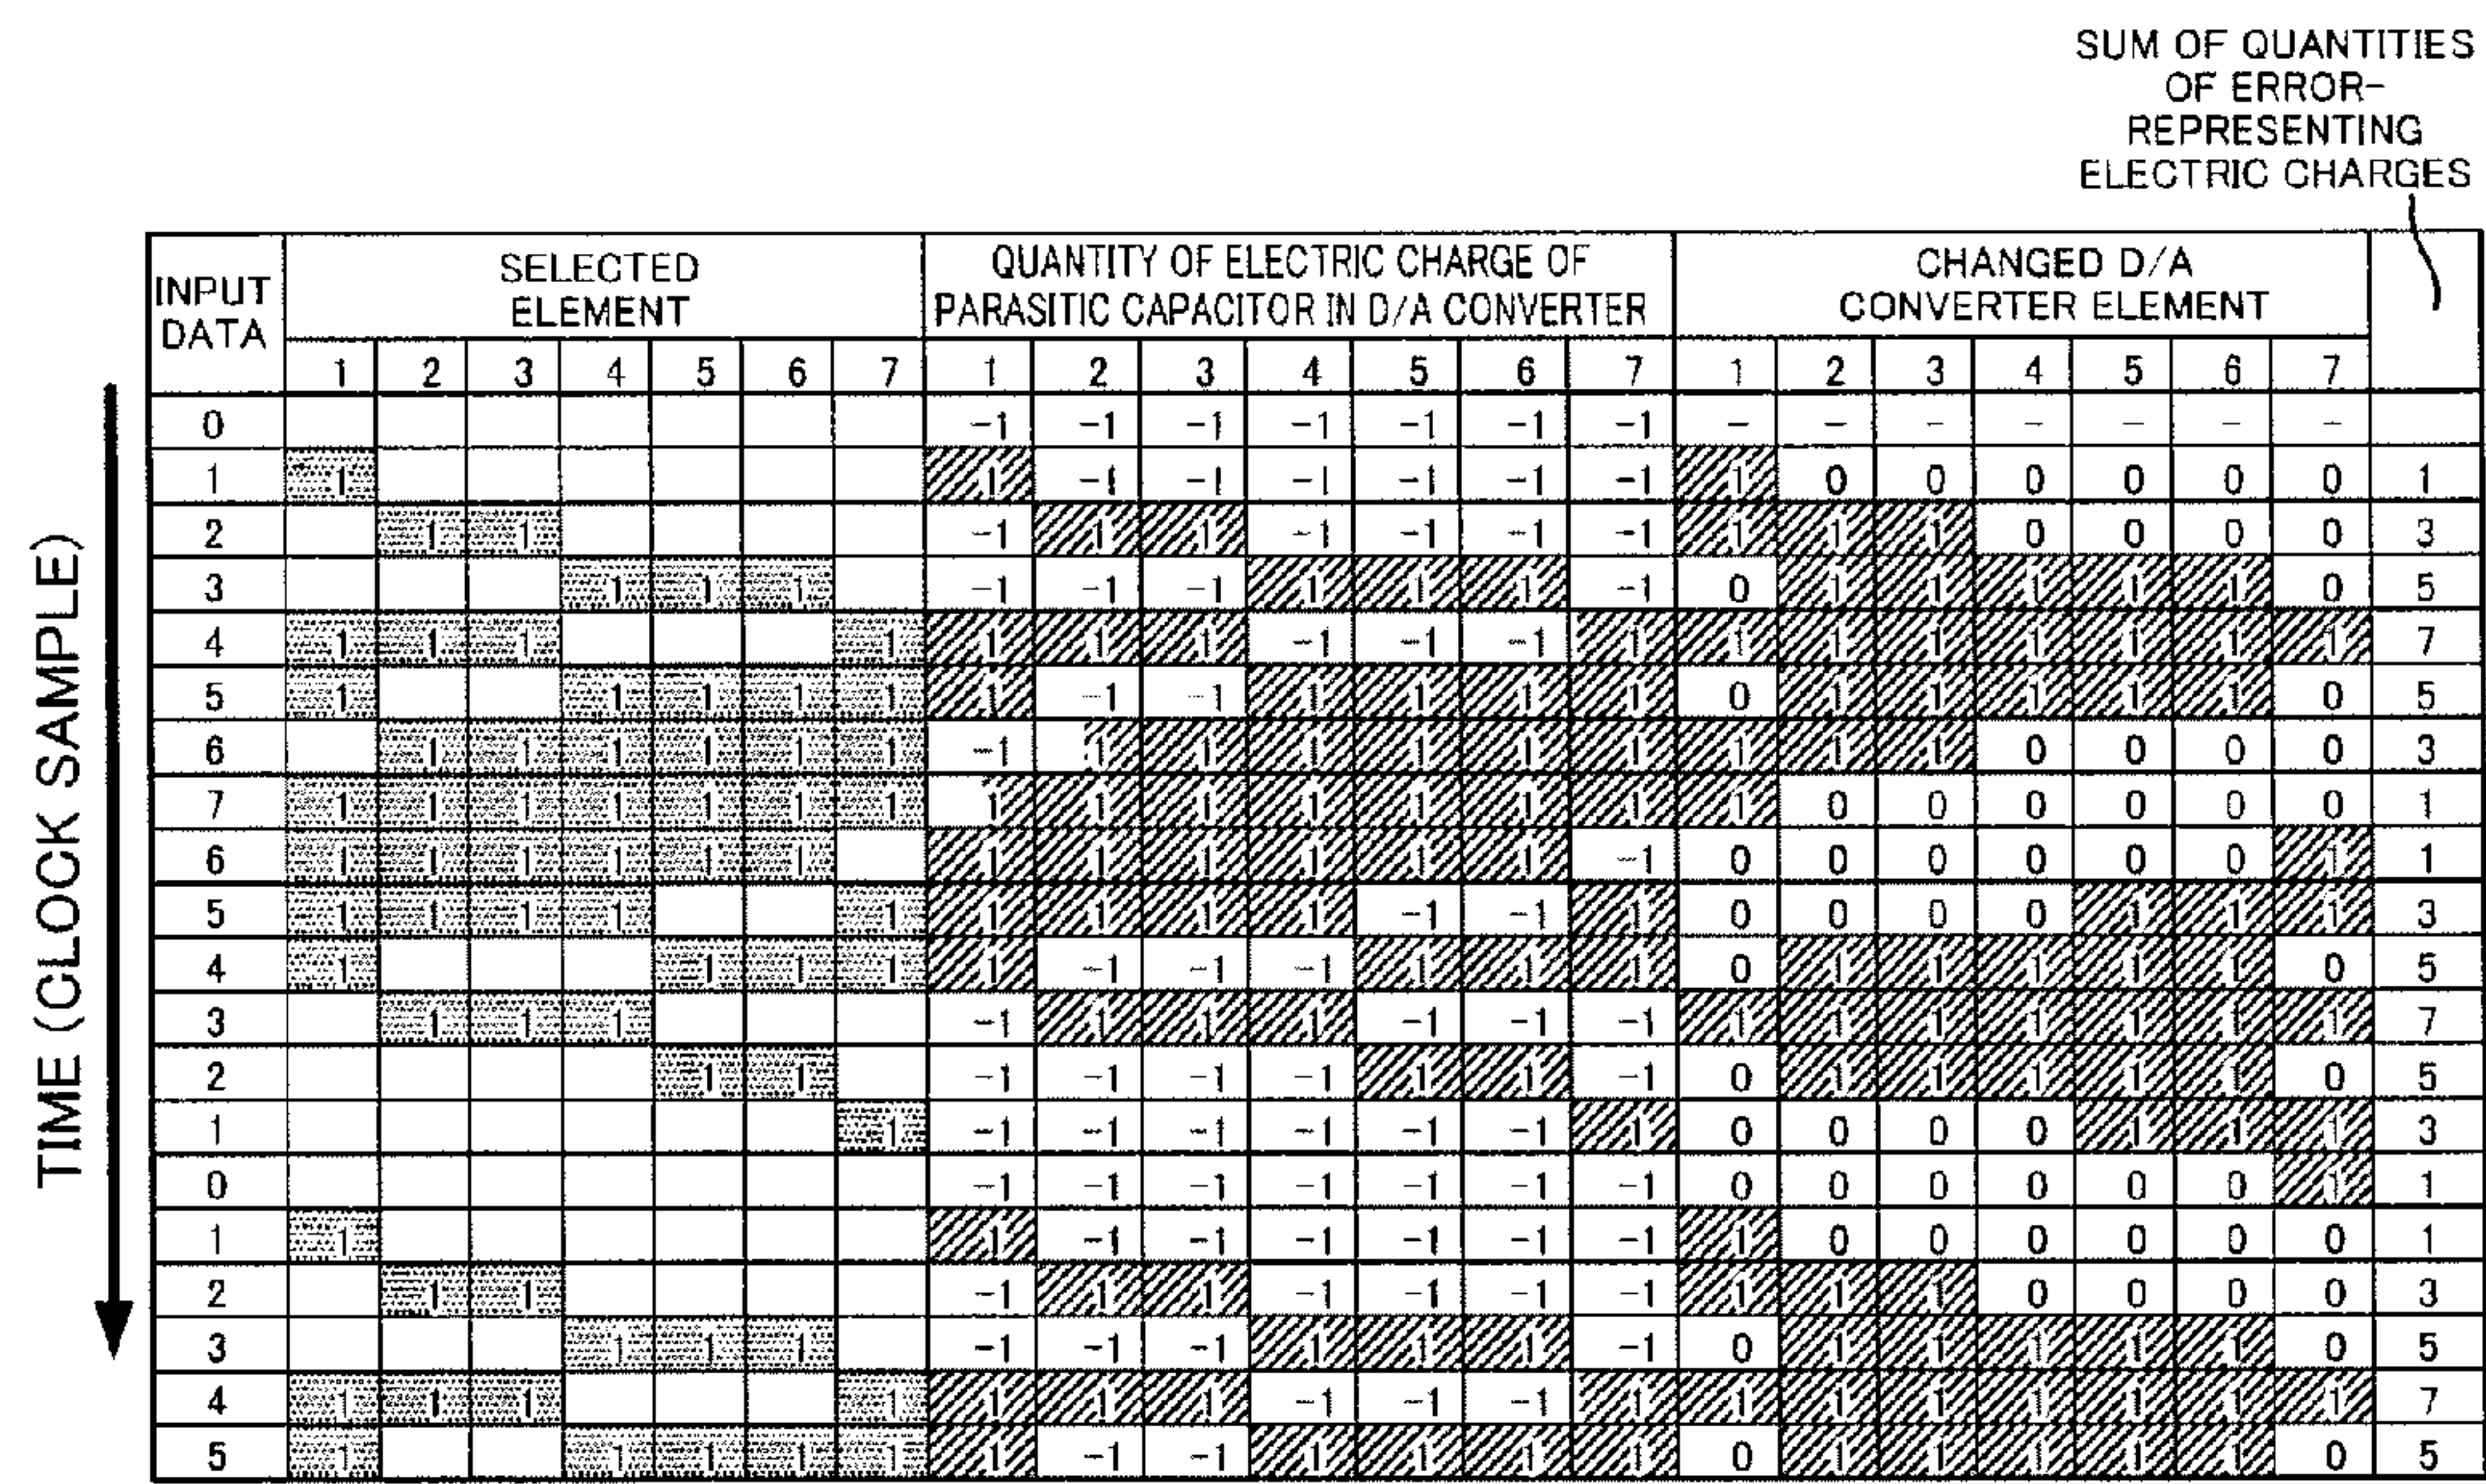 SUM OF QUANTITIES
OF ERROR-
REPRESENTING
ELECTRIC CHARGES
INPUT DATA | SELECTED ELEMENT | QUANTITY OF ELECTRIC CHARGE OF PARASITIC CAPACITOR IN D/A CONVERTER | CHANGED D/A CONVERTER ELEMENT
1 2 3 4 5 6 7 1 2 3 4 5 6 7 1 2 3 4 5 6 7
TIME (CLOCK SAMPLE)
0 -1 -1 -1 -1 -1 -1 -1 - - - - - - -
1 1 1 -1 -1 -1 -1 -1 -1 1 0 0 0 0 0 0 1
2 1 1 -1 1 1 -1 -1 -1 -1 1 1 1 0 0 0 0 3
3 1 1 1 -1 -1 -1 1 1 1 -1 0 1 1 1 1 1 0 5
4 1 1 1 1 1 1 1 -1 -1 -1 1 1 1 1 1 1 1 1 7
5 1 1 1 1 1 1 -1 -1 1 1 1 1 0 1 1 1 1 1 0 5
6 1 1 1 1 1 1 -1 1 1 1 1 1 1 1 1 1 0 0 0 0 3
7 1 1 1 1 1 1 1 1 1 1 1 1 1 1 1 0 0 0 0 0 0 1
6 1 1 1 1 1 1 1 1 1 1 1 1 -1 0 0 0 0 0 0 1 1
5 1 1 1 1 1 1 1 1 1 -1 -1 1 0 0 0 0 1 1 1 3
4 1 1 1 1 1 -1 -1 -1 1 1 1 0 1 1 1 1 1 0 5
3 1 1 1 -1 1 1 1 -1 -1 -1 1 1 1 1 1 1 1 7
2 1 1 -1 -1 -1 -1 1 1 -1 0 1 1 1 1 1 0 5
1 1 -1 -1 -1 -1 -1 -1 1 0 0 0 0 1 1 1 3
0 -1 -1 -1 -1 -1 -1 -1 0 0 0 0 0 0 1 1
1 1 1 -1 -1 -1 -1 -1 -1 1 0 0 0 0 0 0 1
2 1 1 -1 1 1 -1 -1 -1 -1 1 1 1 0 0 0 0 3
3 1 1 1 -1 -1 -1 1 1 1 -1 0 1 1 1 1 1 0 5
4 1 1 1 1 1 1 1 -1 -1 -1 1 1 1 1 1 1 1 1 7
5 1 1 1 1 1 1 -1 -1 1 1 1 1 0 1 1 1 1 1 0 5